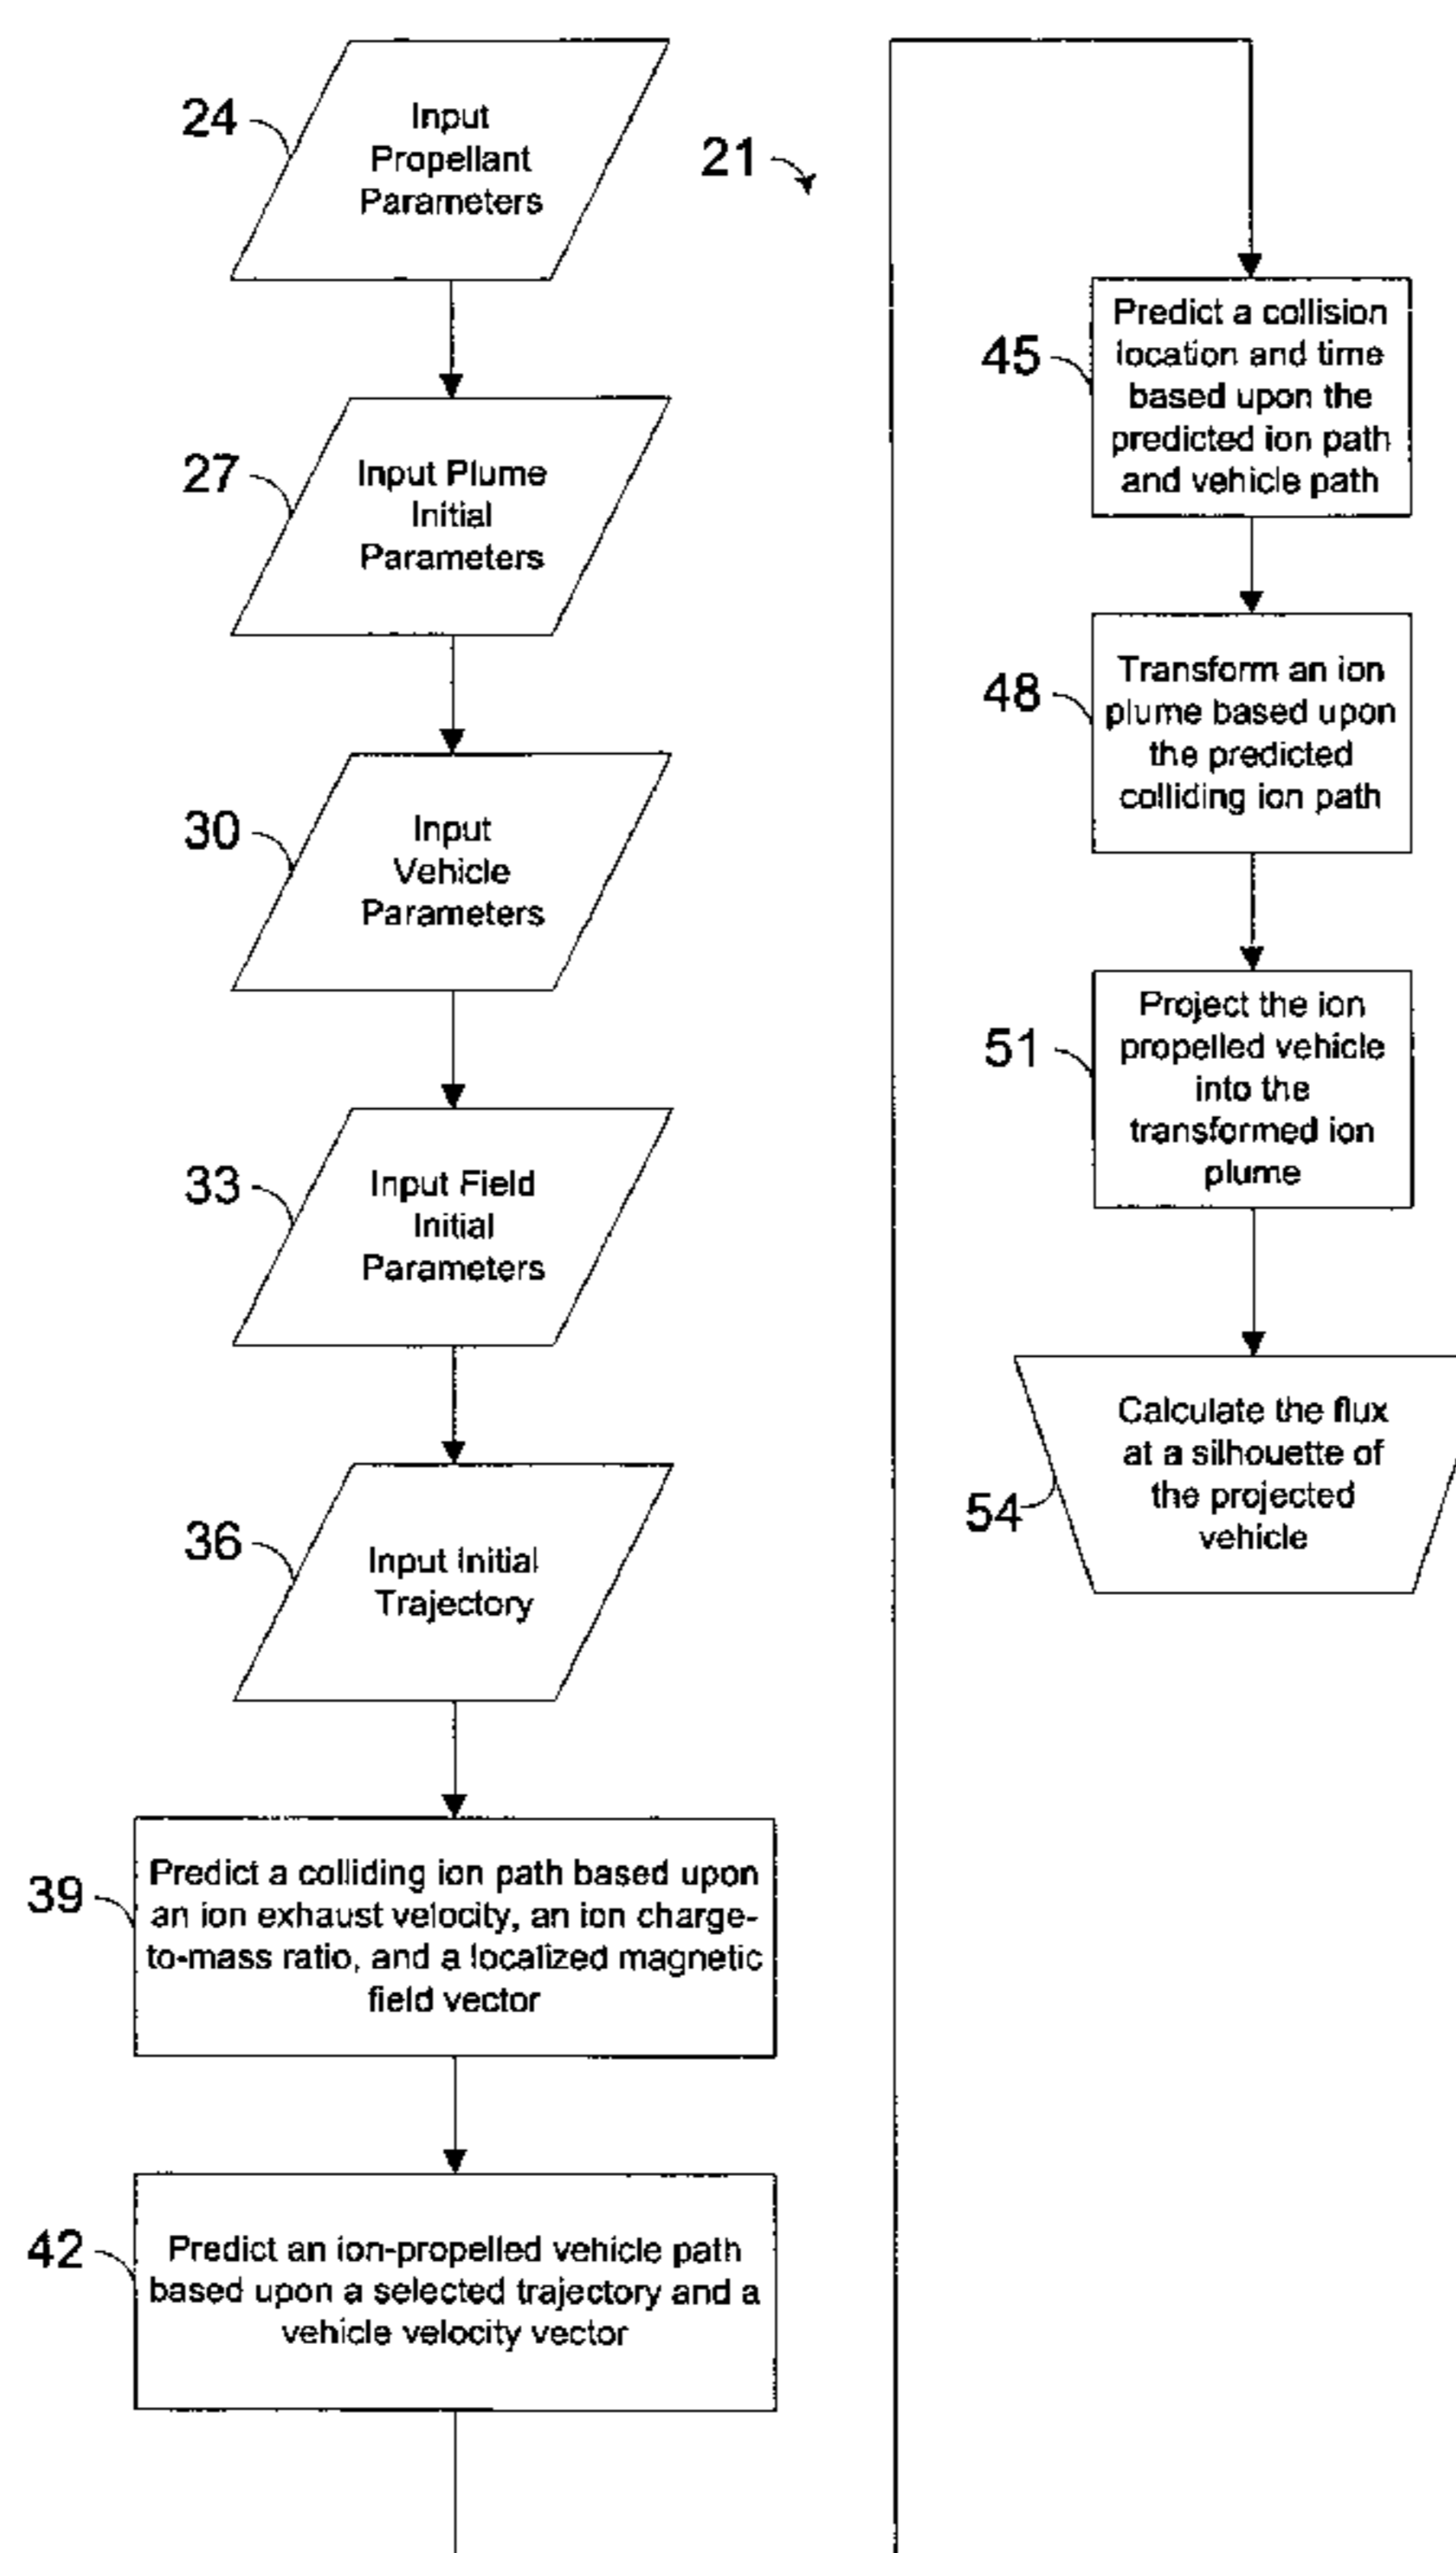 24
Input
Propellant
Parameters
21
27
Input Plume
Initial
Parameters
30
Input
Vehicle
Parameters
33
Input Field
Initial
Parameters
36
Input Initial
Trajectory
39
Predict a colliding ion path based upon
an ion exhaust velocity, an ion charge-
to-mass ratio, and a localized magnetic
field vector
42
Predict an ion-propelled vehicle path
based upon a selected trajectory and a
vehicle velocity vector
45
Predict a collision
location and time
based upon the
predicted ion path
and vehicle path
48
Transform an ion
plume based upon
the predicted
colliding ion path
51
Project the ion
propelled vehicle
into the
transformed ion
plume
54
Calculate the flux
at a silhouette of
the projected
vehicle